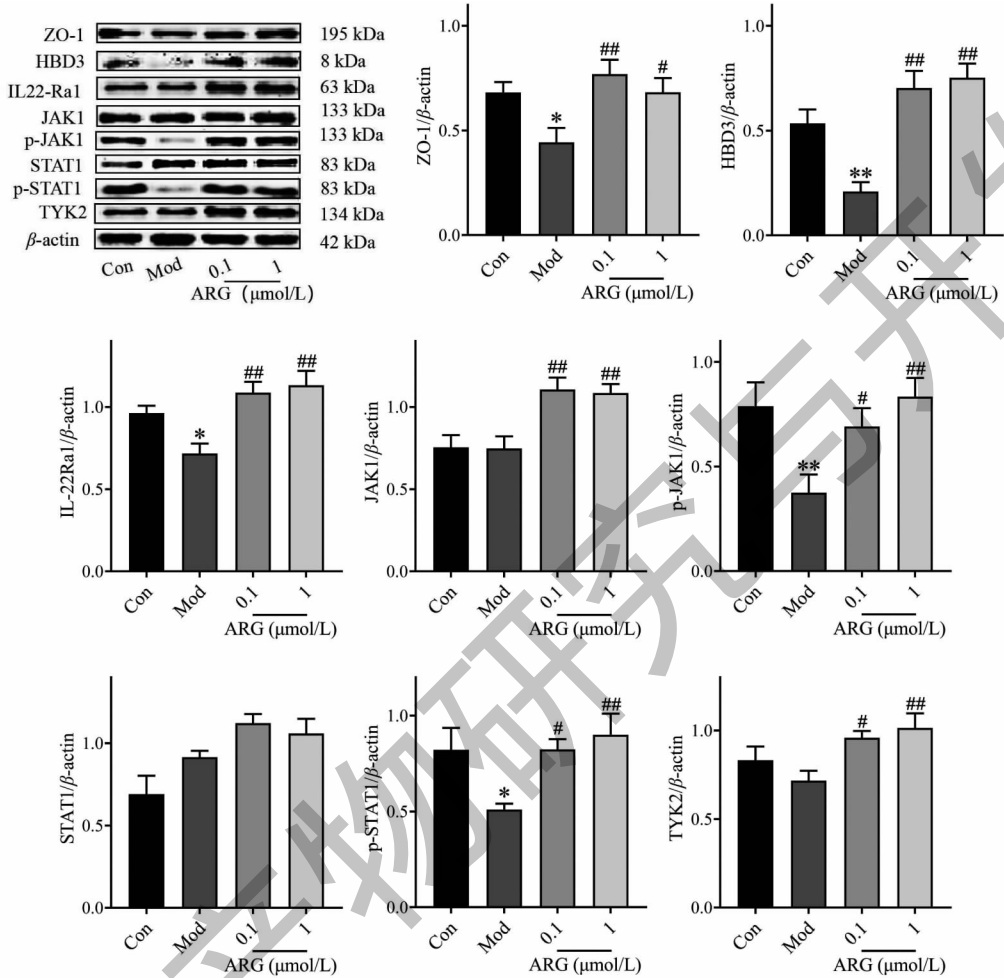 ZO-1 195 kDa
HBD3 8 kDa
IL22-Ra1 63 kDa
JAK1 133 kDa
p-JAK1 133 kDa
STAT1 83 kDa
p-STAT1 83 kDa
TYK2 134 kDa
β-actin 42 kDa
Con Mod 0.1 1
ARG (μmol/L)
ZO-1/β-actin
1.0
0.5
0.0
*
##
#
Con Mod 0.1 1
ARG (μmol/L)
HBD3/β-actin
1.0
0.5
0.0
**
##
##
Con Mod 0.1 1
ARG (μmol/L)
IL-22Ra1/β-actin
1.0
0.5
0.0
*
##
##
Con Mod 0.1 1
ARG (μmol/L)
JAK1/β-actin
1.0
0.5
0.0
##
##
Con Mod 0.1 1
ARG (μmol/L)
p-JAK1/β-actin
1.0
0.5
0.0
**
#
##
Con Mod 0.1 1
ARG (μmol/L)
STAT1/β-actin
1.0
0.5
0.0
Con Mod 0.1 1
ARG (μmol/L)
p-STAT1/β-actin
1.0
0.5
0.0
*
#
##
Con Mod 0.1 1
ARG (μmol/L)
TYK2/β-actin
1.0
0.5
0.0
#
##
Con Mod 0.1 1
ARG (μmol/L)
物研究与开